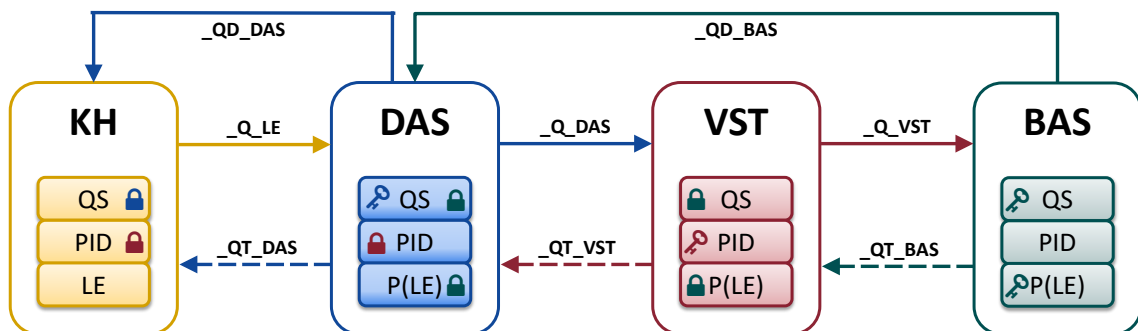 _QD_DAS
_QD_BAS
KH
_Q_LE
DAS
_Q_DAS
VST
_Q_VST
BAS
QS
QS
QS
QS
PID
PID
PID
PID
_QT_DAS
_QT_VST
_QT_BAS
LE
P(LE)
P(LE)
P(LE)